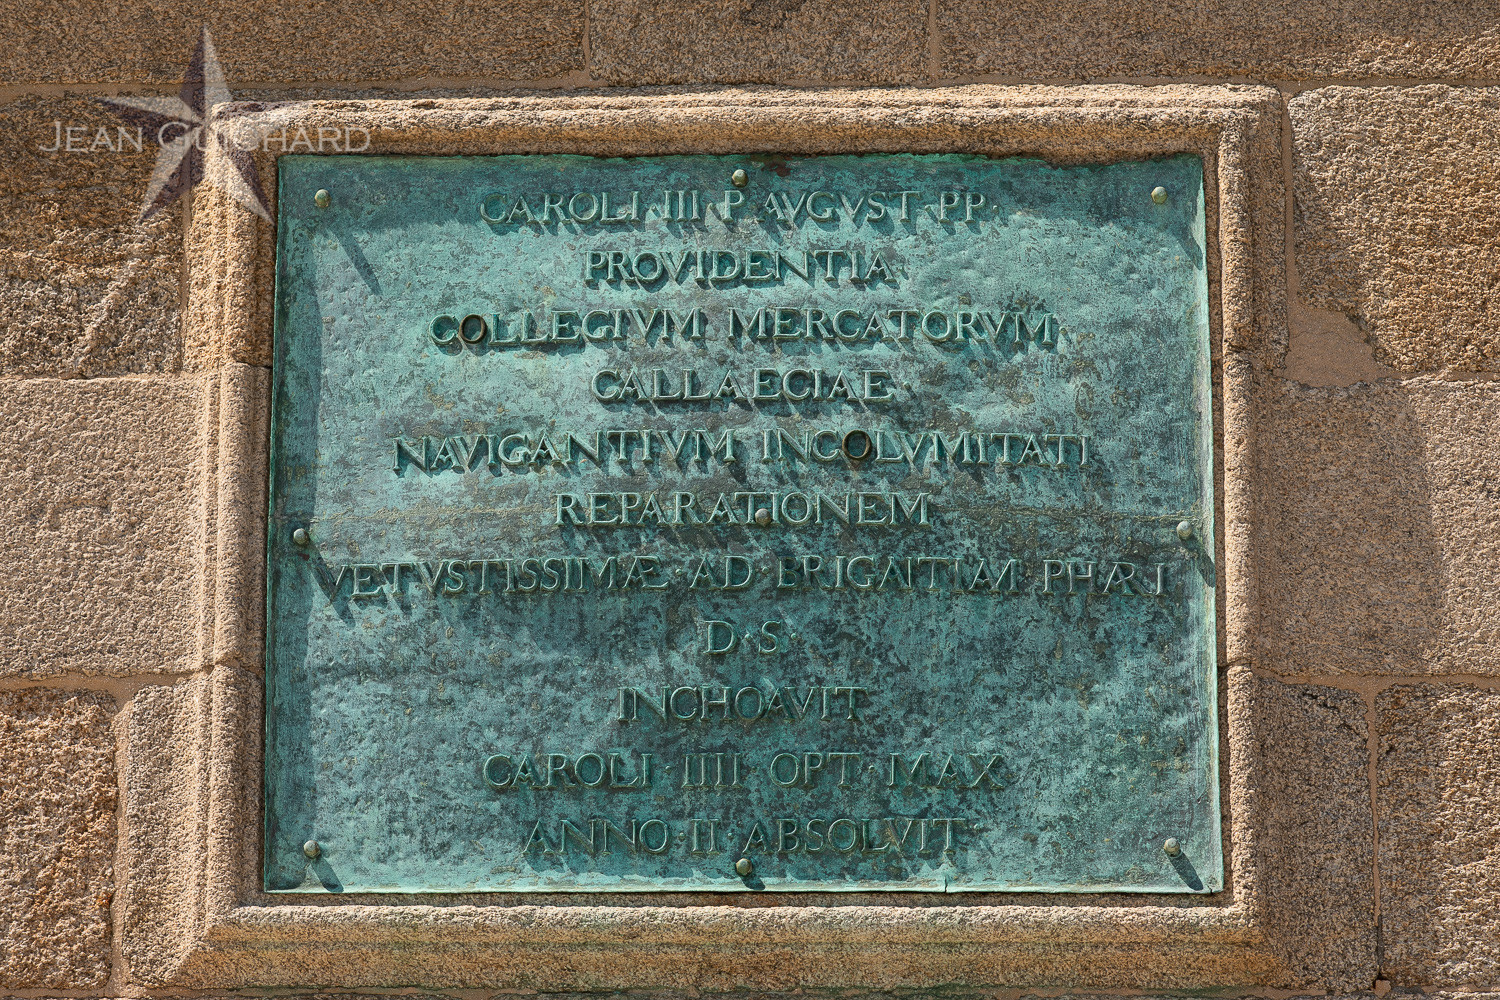 JEAN GUICHARD
CAROLI·III·P·AVGVST·PP·
PROVIDENTIA
COLLEGIVM MERCATORVM
CALLAECIAE
NAVIGANTIVM INCOLVMITATI
REPARATIONEM
VETVSTISSIMÆ·AD·BRIGANTIAM PHARI
D·S·
INCHOAVIT
CAROLI IIII OPT·MAX
ANNO·II·ABSOLVIT